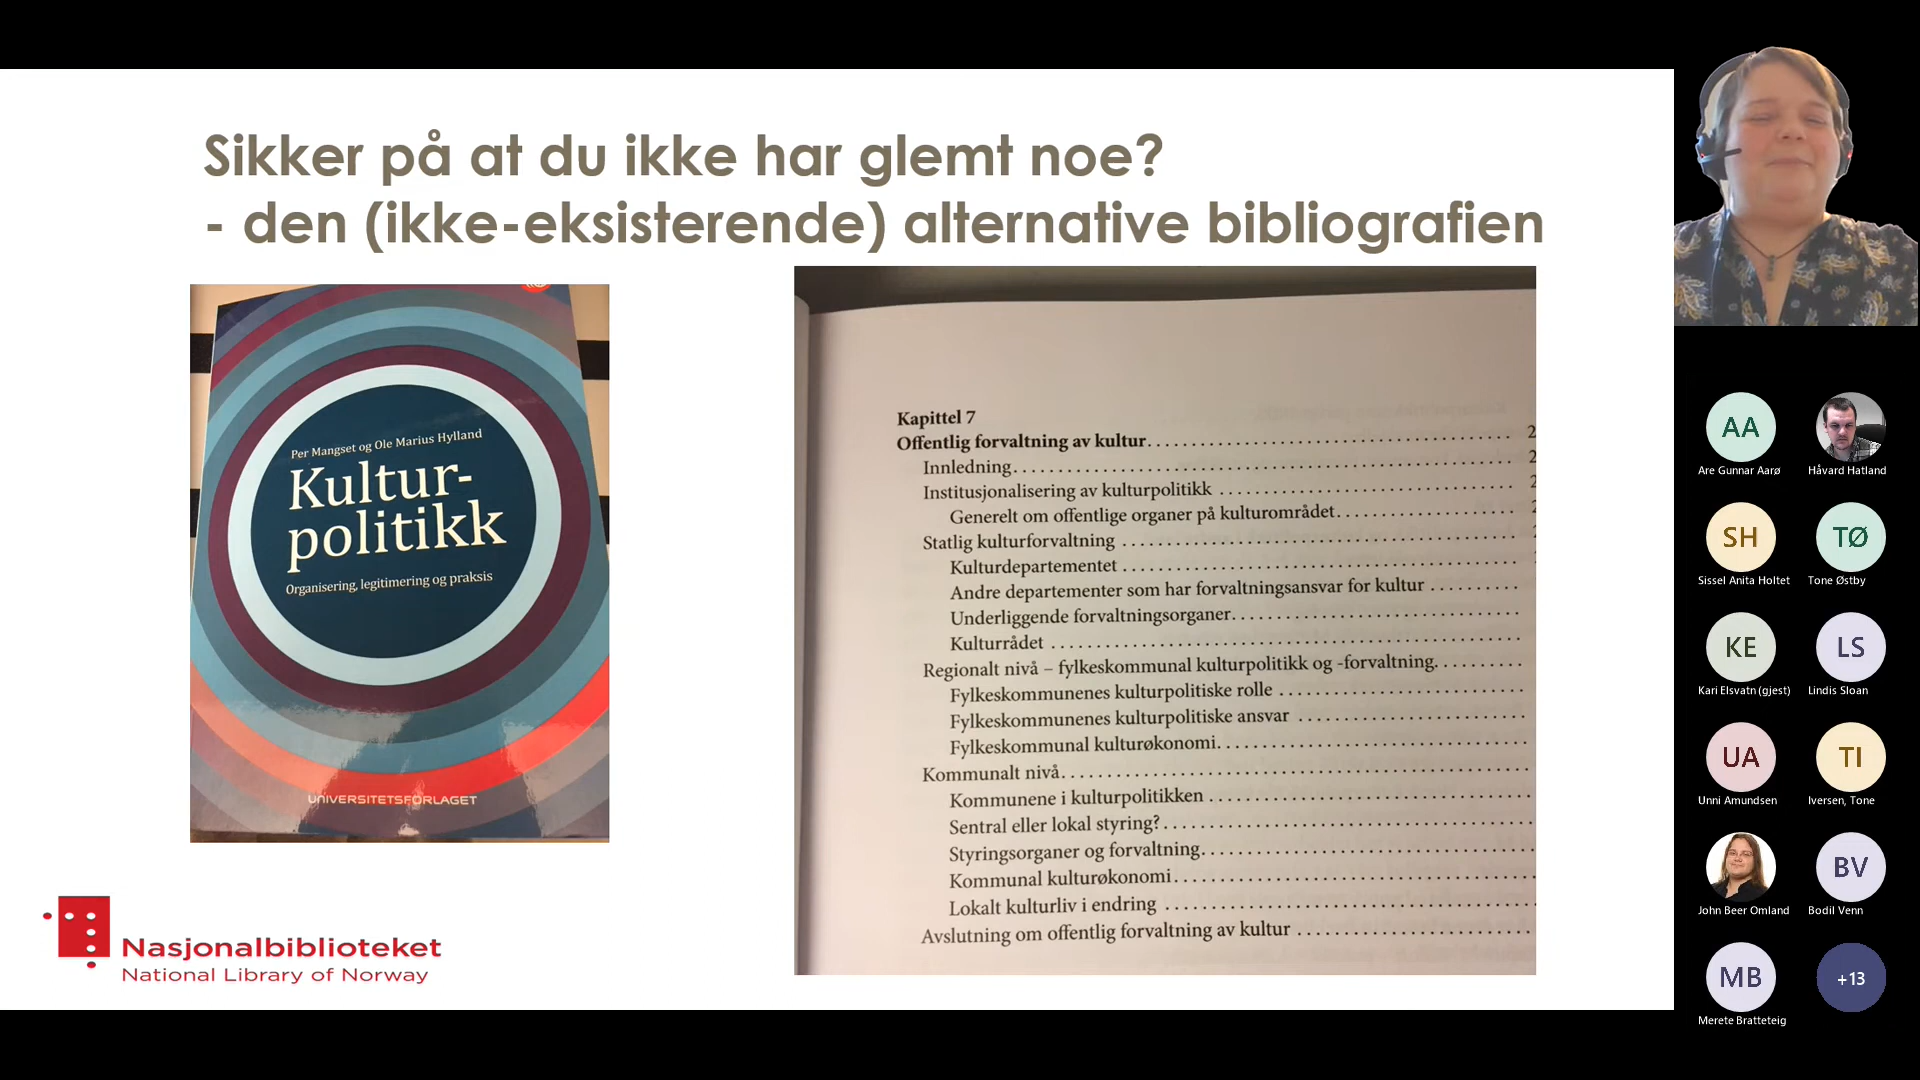 Sikker på at du ikke har glemt noe?
- den (ikke-eksisterende) alternative bibliografien
Per Mangset og Ole Marius Hylland
Kultur-
politikk
Organisering, legitimering og praksis
UNIVERSITETSFORLAGET
Kapittel 7
Offentlig forvaltning av kultur
Innledning
Institusjonalisering av kulturpolitikk
Generelt om offentlige organer på kulturområdet
Statlig kulturforvaltning
Kulturdepartementet
Andre departementer som har forvaltningsansvar for kultur
Underliggende forvaltningsorganer
Kulturrådet
Regionalt nivå – fylkeskommunal kulturpolitikk og -forvaltning
Fylkeskommunenes kulturpolitiske rolle
Fylkeskommunenes kulturpolitiske ansvar
Fylkeskommunal kulturøkonomi
Kommunalt nivå
Kommunene i kulturpolitikken
Sentral eller lokal styring?
Styringsorganer og forvaltning
Kommunal kulturøkonomi
Lokalt kulturliv i endring
Avslutning om offentlig forvaltning av kultur
Nasjonalbiblioteket
National Library of Norway
AA
Are Gunnar Aarø
Håvard Hatland
SH
Sissel Anita Holtet
TØ
Tone Østby
KE
Kari Elsvatn (gjest)
LS
Lindis Sloan
UA
Unni Amundsen
TI
Iversen, Tone
John Beer Omland
BV
Bodil Venn
MB
Merete Bratteteig
+13